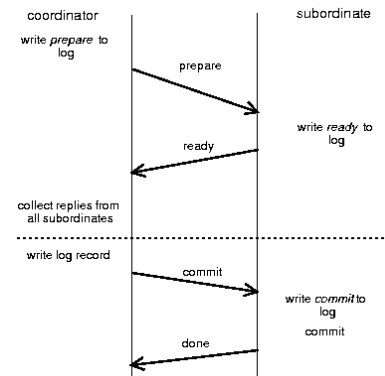 coordinator
subordinate
write prepare to
log
prepare
write ready to
log
ready
collect replies from
all subordinates
write log record
commit
write commit to
log
commit
done